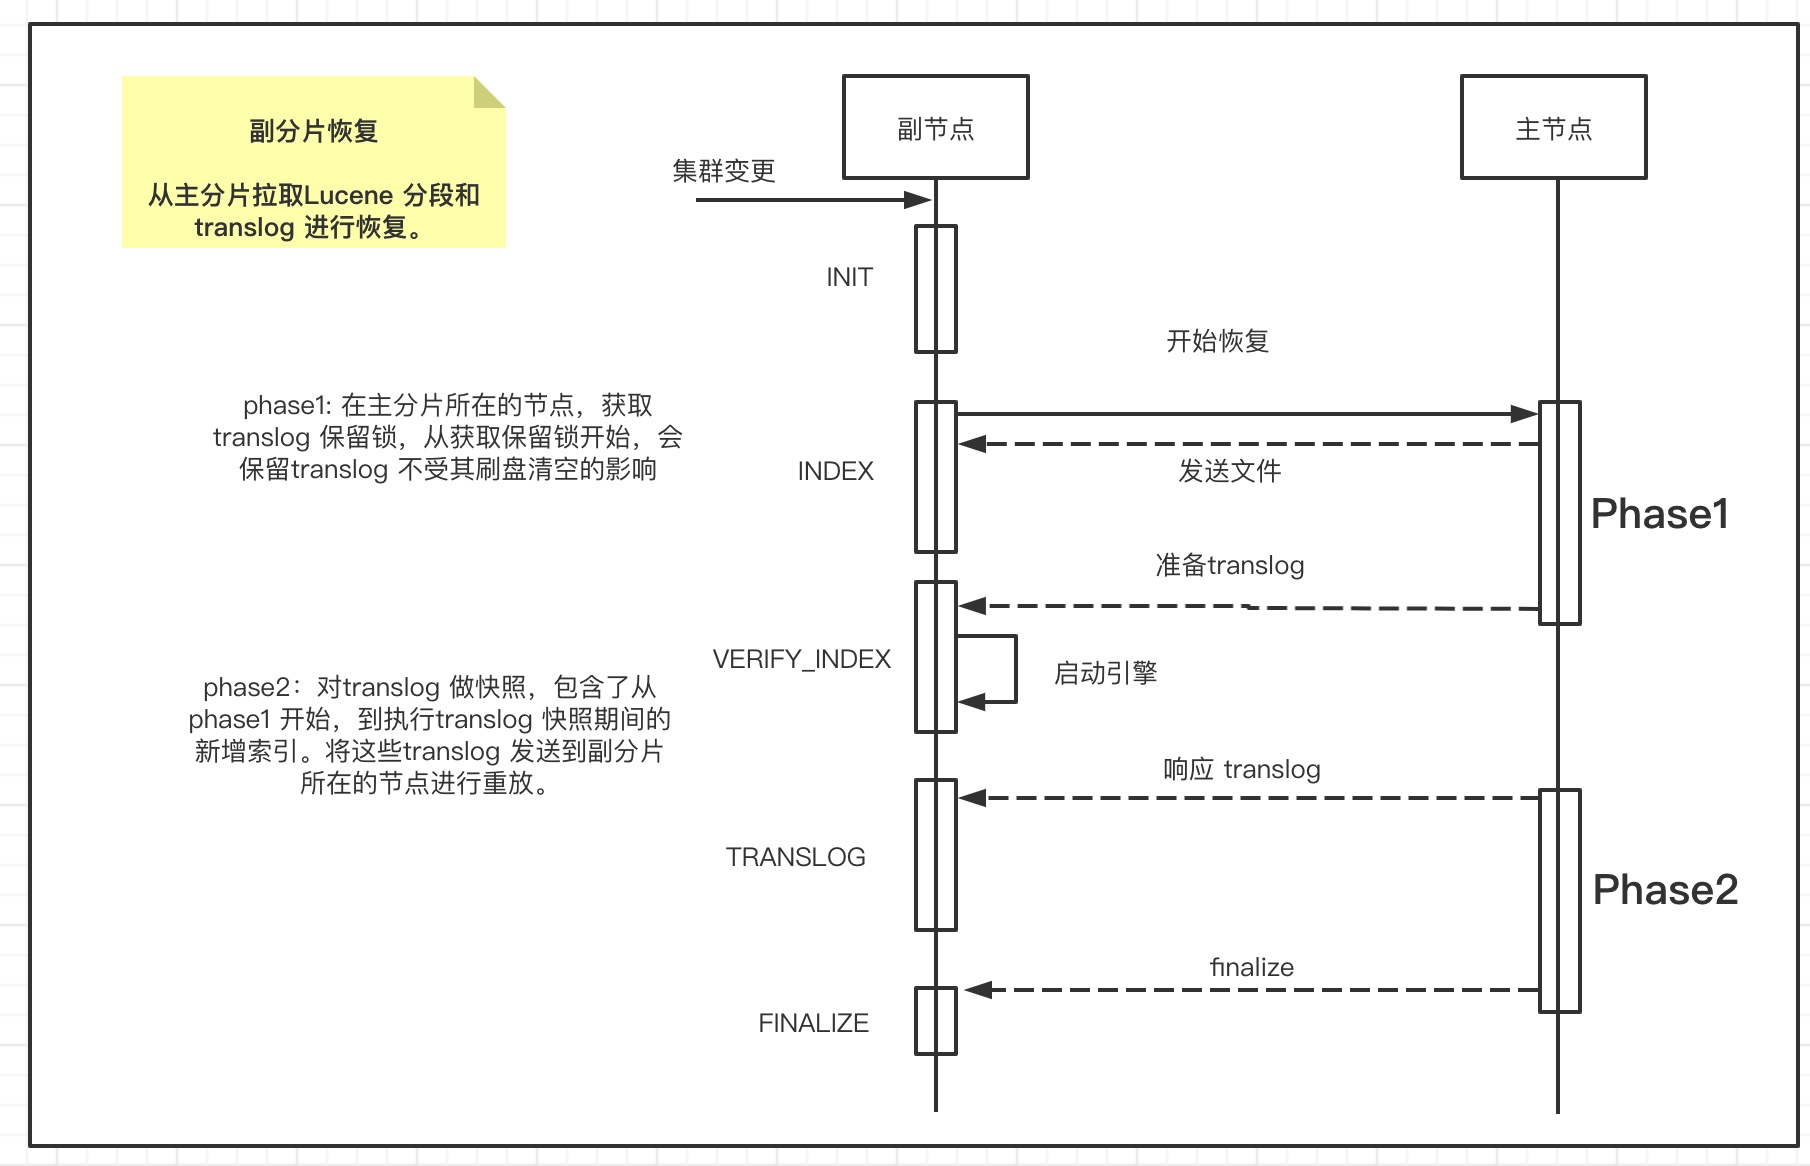 副分片恢复
从主分片拉取Lucene 分段和
translog 进行恢复。
副节点
主节点
集群变更
INIT
开始恢复
phase1: 在主分片所在的节点，获取
translog 保留锁，从获取保留锁开始，会
保留translog 不受其刷盘清空的影响
INDEX
发送文件
Phase1
准备translog
VERIFY_INDEX
启动引擎
phase2：对translog 做快照，包含了从
phase1 开始，到执行translog 快照期间的
新增索引。将这些translog 发送到副分片
所在的节点进行重放。
响应 translog
TRANSLOG
Phase2
finalize
FINALIZE